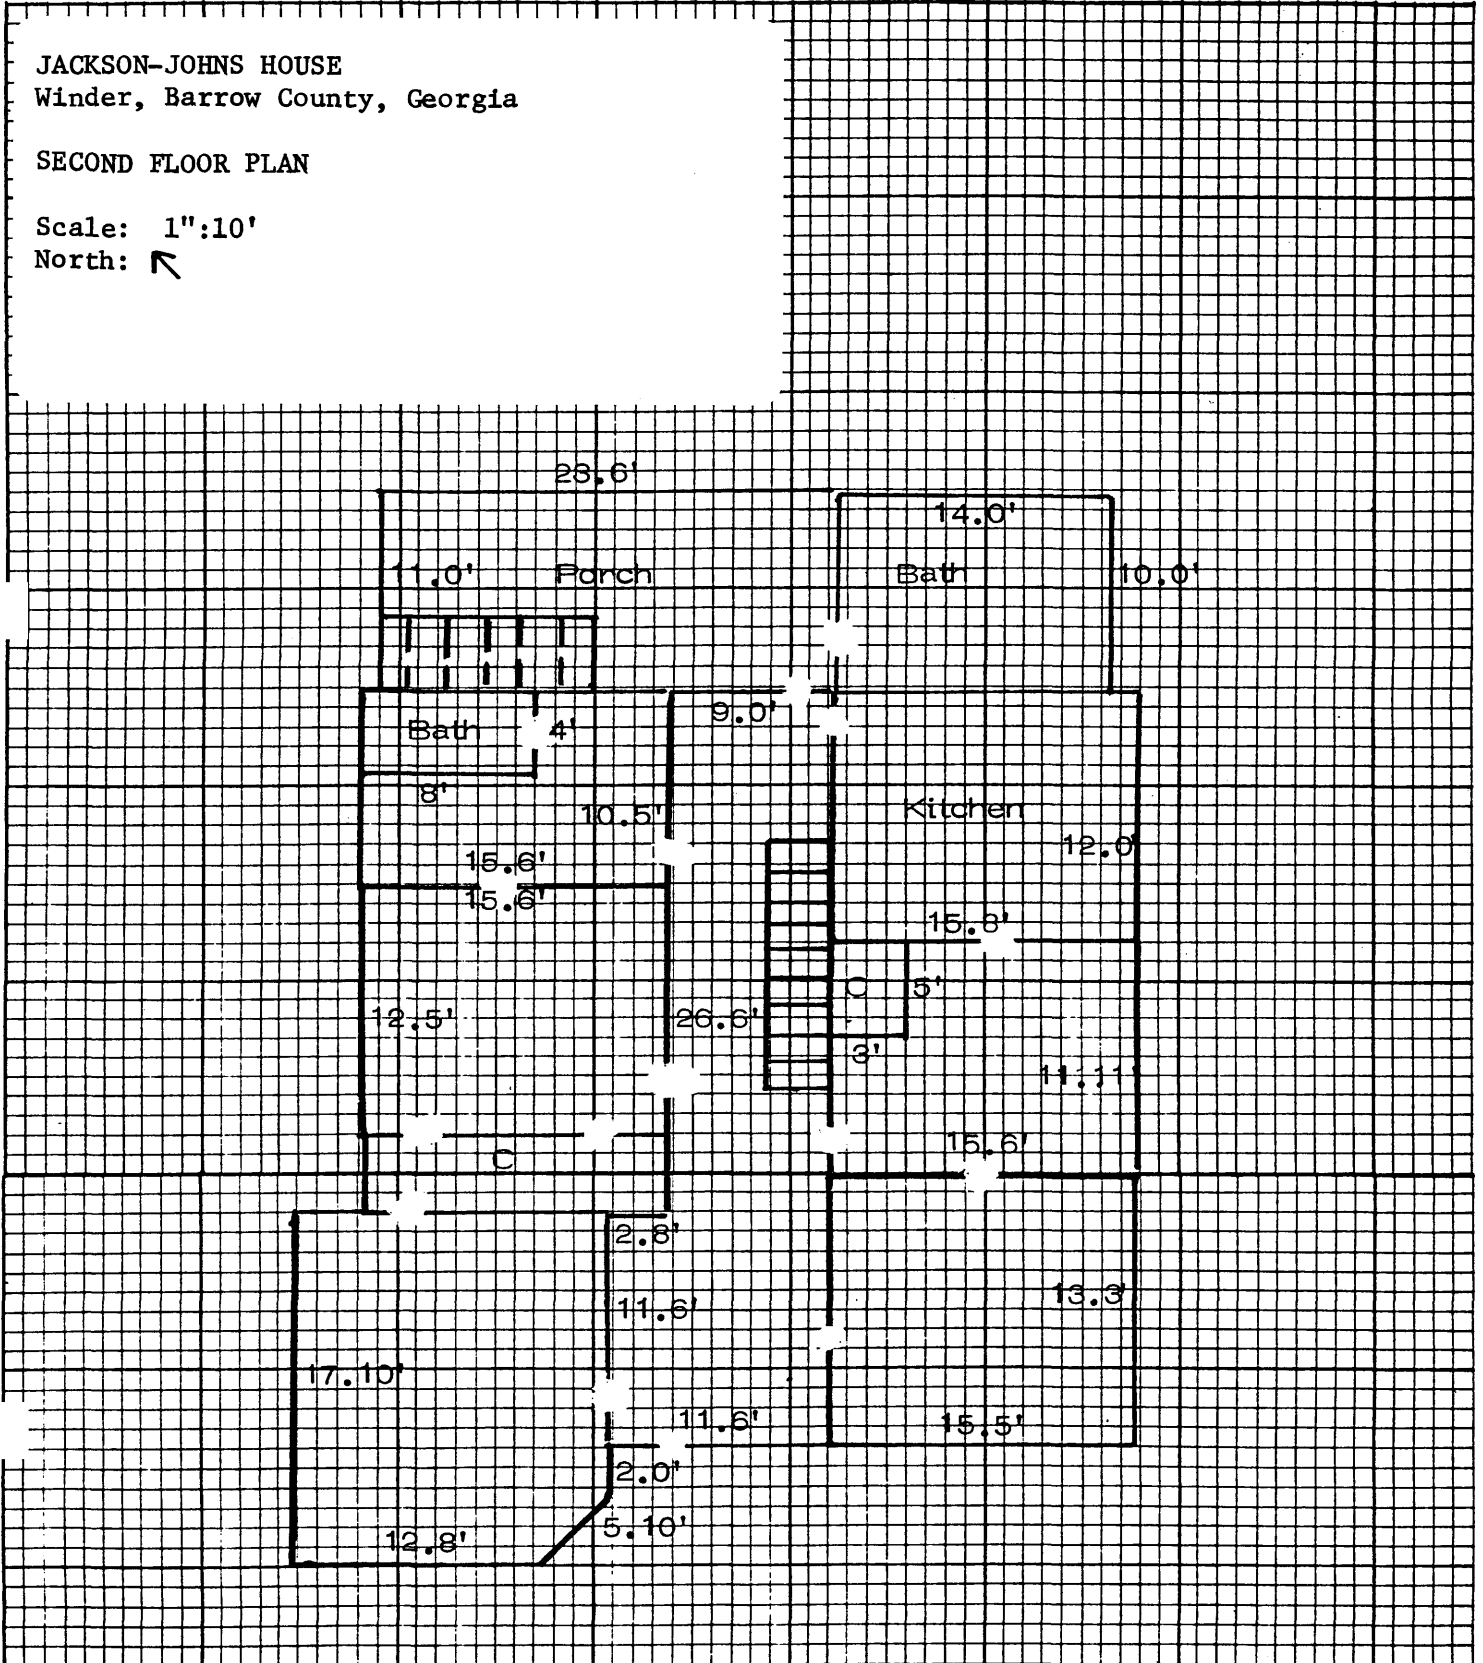 JACKSON-JOHNS HOUSE
Winder, Barrow County, Georgia
SECOND FLOOR PLAN
Scale: 1":10'
North:
23.6'
14.0'
11.0'
Porch
Bath
10.0'
9.0'
Bath
4'
8'
10.5'
Kitchen
12.0'
15.6'
15.6'
15.8'
C
5'
12.5'
26.6'
3'
11.11'
15.6'
C
2.8'
11.6'
13.3'
17.10'
11.6'
15.5'
2.0'
5.10'
12.8'